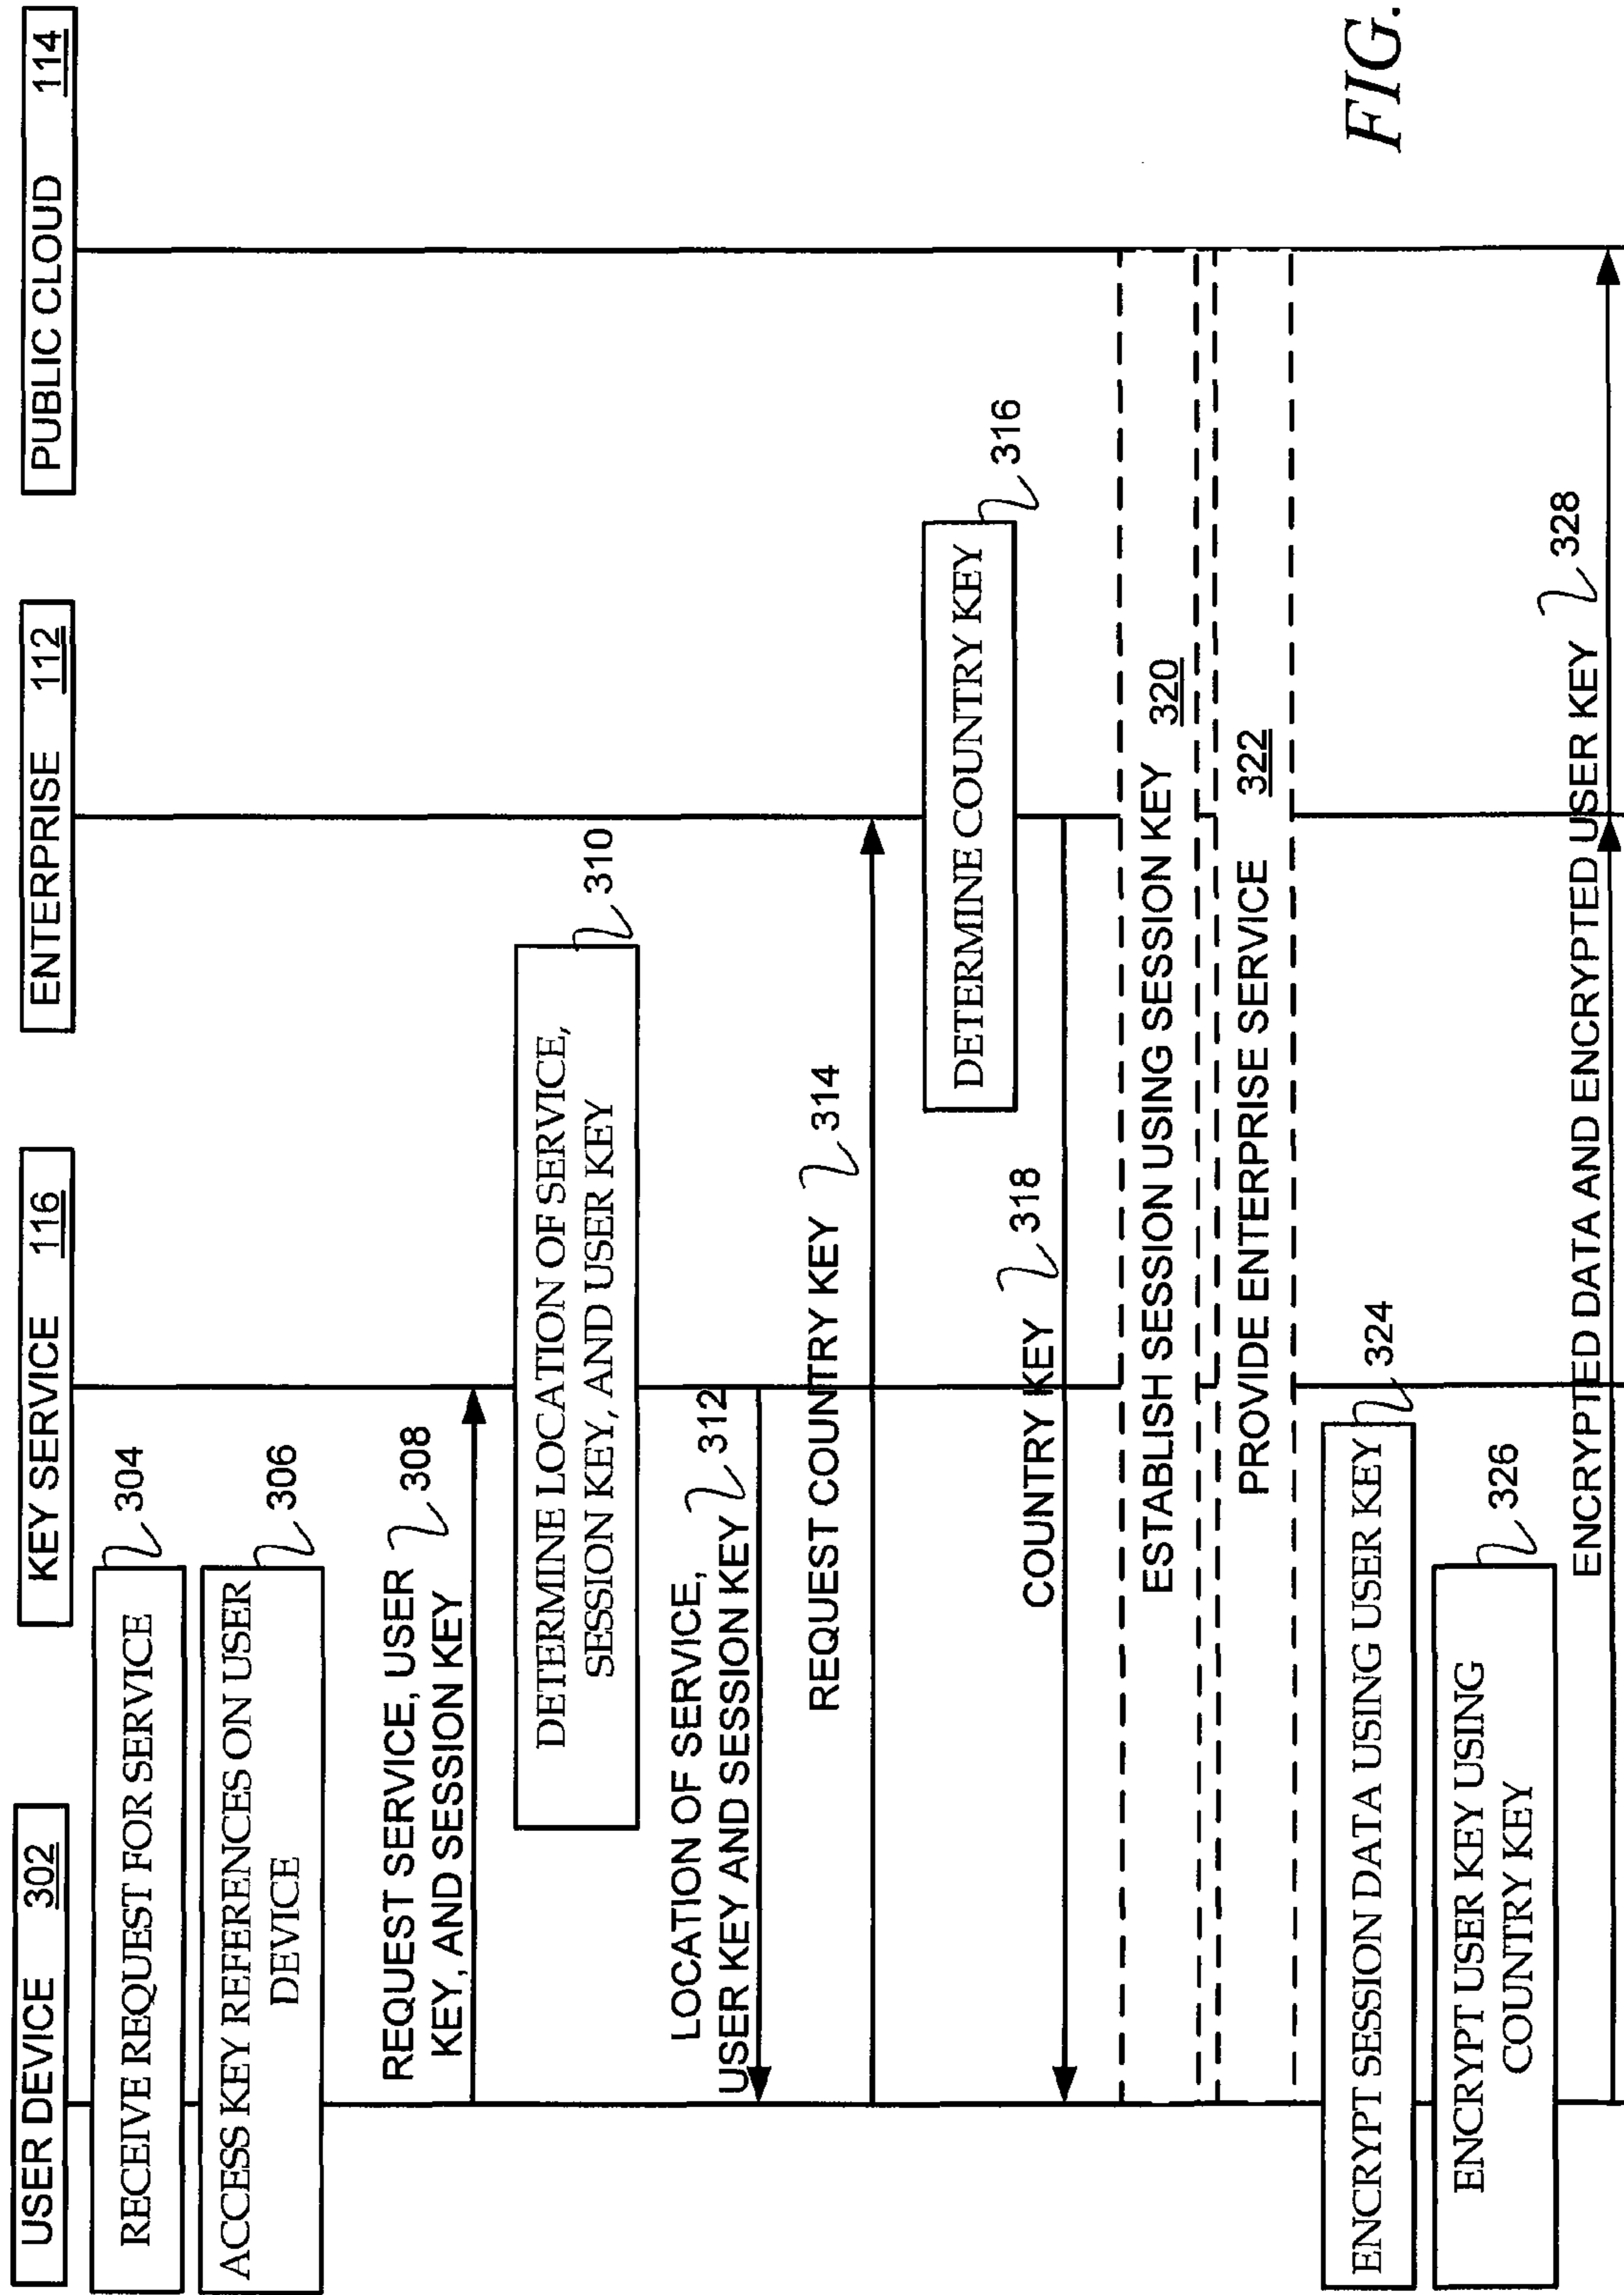 USER DEVICE 302
KEY SERVICE 116
ENTERPRISE 112
PUBLIC CLOUD 114
RECEIVE REQUEST FOR SERVICE
304
ACCESS KEY REFERENCES ON USER
DEVICE
306
REQUEST SERVICE, USER
KEY, AND SESSION KEY
308
DETERMINE LOCATION OF SERVICE,
SESSION KEY, AND USER KEY
310
LOCATION OF SERVICE,
USER KEY AND SESSION KEY
312
REQUEST COUNTRY KEY
314
DETERMINE COUNTRY KEY
316
COUNTRY KEY
318
ESTABLISH SESSION USING SESSION KEY 320
PROVIDE ENTERPRISE SERVICE 322
ENCRYPT SESSION DATA USING USER KEY
324
ENCRYPT USER KEY USING
COUNTRY KEY
326
ENCRYPTED DATA AND ENCRYPTED USER KEY
328
FIG.